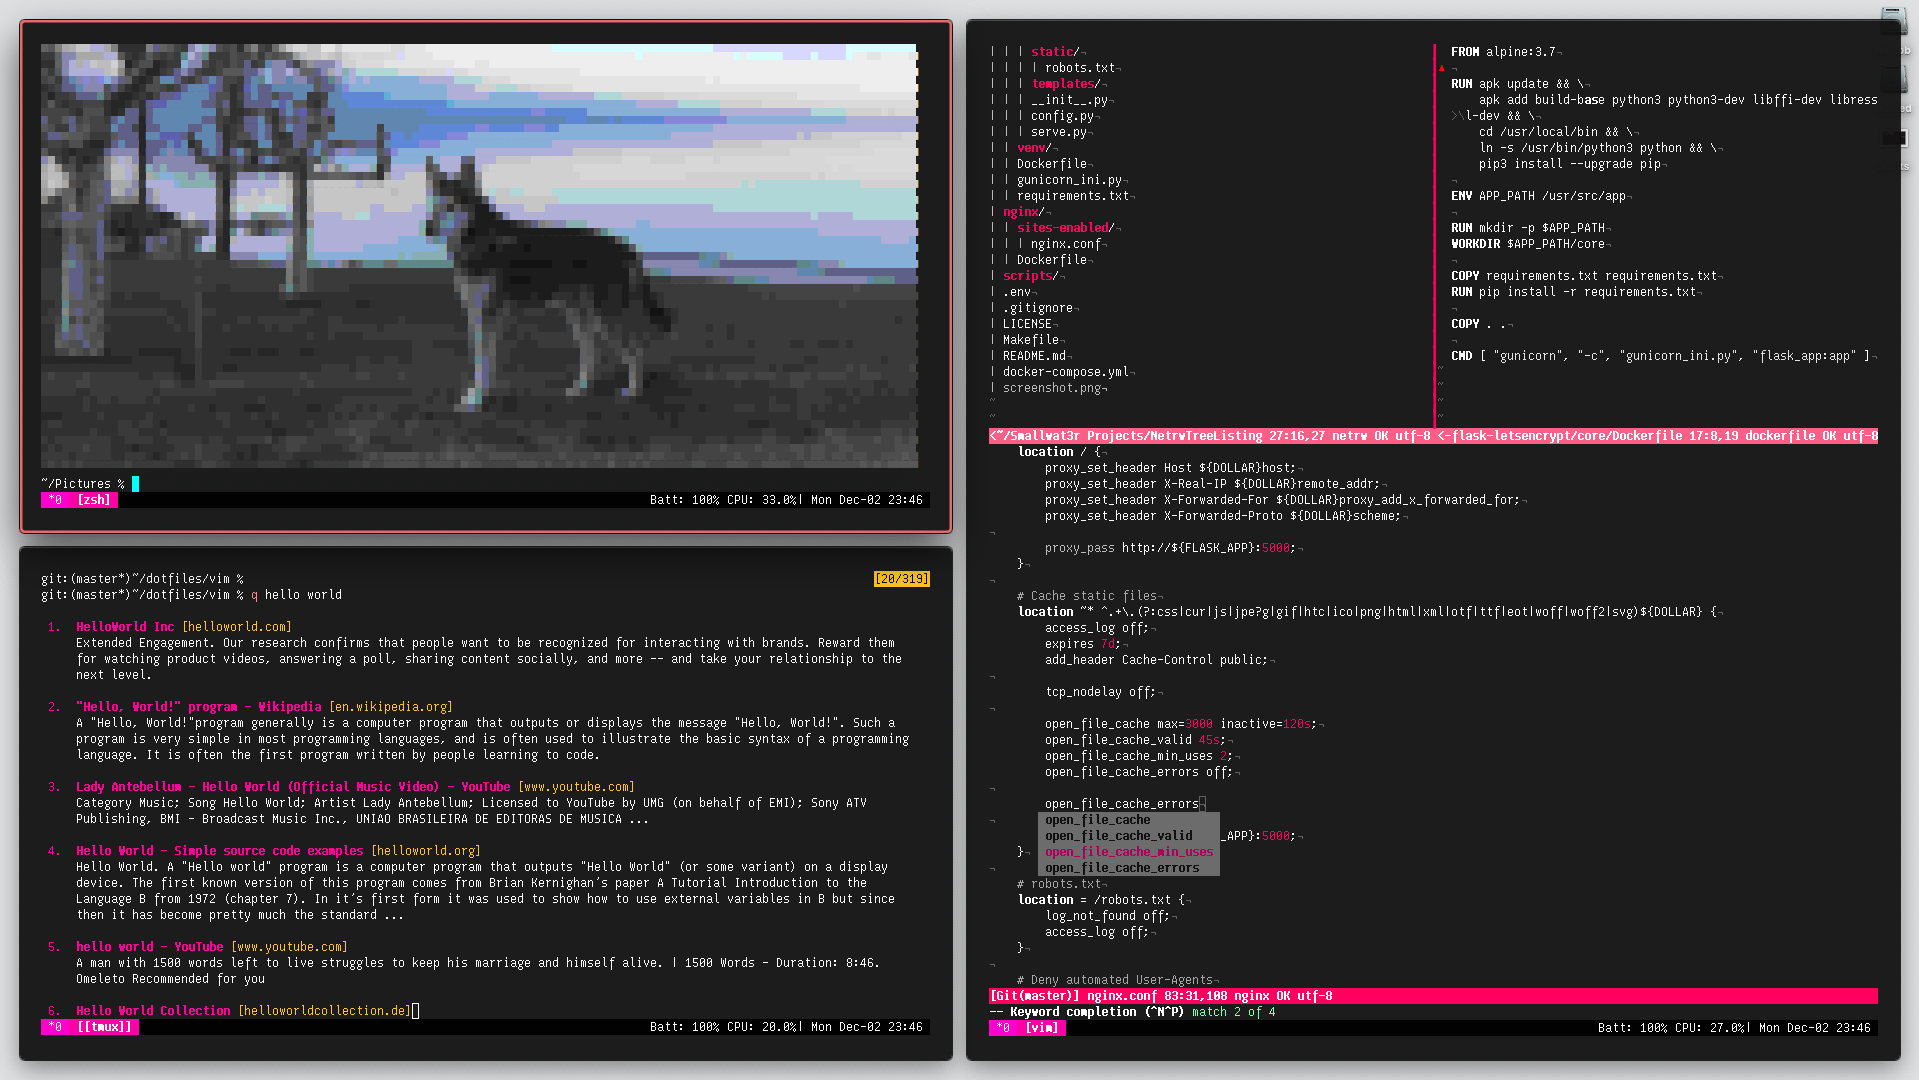 ~/Pictures %
*0 [zsh] Batt: 100% CPU: 33.0%| Mon Dec-02 23:46
git:(master*)~/dotfiles/vim %
[20/319]
git:(master*)~/dotfiles/vim % q hello world
1. HelloWorld Inc [helloworld.com]
Extended Engagement. Our research confirms that people want to be recognized for interacting with brands. Reward them
for watching product videos, answering a poll, sharing content socially, and more -- and take your relationship to the
next level.
2. "Hello, World!" program - Wikipedia [en.wikipedia.org]
A "Hello, World!"program generally is a computer program that outputs or displays the message "Hello, World!". Such a
program is very simple in most programming languages, and is often used to illustrate the basic syntax of a programming
language. It is often the first program written by people learning to code.
3. Lady Antebellum - Hello World (Official Music Video) - YouTube [www.youtube.com]
Category Music; Song Hello World; Artist Lady Antebellum; Licensed to YouTube by UMG (on behalf of EMI); Sony ATV
Publishing, BMI - Broadcast Music Inc., UNIAO BRASILEIRA DE EDITORAS DE MUSICA ...
4. Hello World - Simple source code examples [helloworld.org]
Hello World. A "Hello world" program is a computer program that outputs "Hello World" (or some variant) on a display
device. The first known version of this program comes from Brian Kernighan's paper A Tutorial Introduction to the
Language B from 1972 (chapter 7). In it's first form it was used to show how to use external variables in B but since
then it has become pretty much the standard ...
5. hello world - YouTube [www.youtube.com]
A man with 1500 words left to live struggles to keep his marriage and himself alive. | 1500 Words - Duration: 8:46.
Omeleto Recommended for you
6. Hello World Collection [helloworldcollection.de]
*0 [[tmux]] Batt: 100% CPU: 20.0%| Mon Dec-02 23:46
| | | static/¬
| | | | robots.txt¬
| | | templates/¬
| | | __init__.py¬
| | | config.py¬
| | | serve.py¬
| | venv/¬
| | Dockerfile¬
| | gunicorn_ini.py¬
| | requirements.txt¬
| nginx/¬
| | sites-enabled/¬
| | | nginx.conf¬
| | Dockerfile¬
| scripts/¬
| .env¬
| .gitignore¬
| LICENSE¬
| Makefile¬
| README.md¬
| docker-compose.yml¬
| screenshot.png¬
~
~
FROM alpine:3.7¬
¬
RUN apk update && \¬
apk add build-base python3 python3-dev libffi-dev libress
>\l-dev && \¬
cd /usr/local/bin && \¬
ln -s /usr/bin/python3 python && \¬
pip3 install --upgrade pip¬
¬
ENV APP_PATH /usr/src/app¬
¬
RUN mkdir -p $APP_PATH¬
WORKDIR $APP_PATH/core¬
¬
COPY requirements.txt requirements.txt¬
RUN pip install -r requirements.txt¬
¬
COPY . .¬
¬
CMD [ "gunicorn", "-c", "gunicorn_ini.py", "flask_app:app" ]¬
~
~
~
~
<~/Smallwat3r Projects/NetrwTreeListing 27:16,27 netrw OK utf-8 <-flask-letsencrypt/core/Dockerfile 17:8,19 dockerfile OK utf-8
location / {¬
proxy_set_header Host ${DOLLAR}host;¬
proxy_set_header X-Real-IP ${DOLLAR}remote_addr;¬
proxy_set_header X-Forwarded-For ${DOLLAR}proxy_add_x_forwarded_for;¬
proxy_set_header X-Forwarded-Proto ${DOLLAR}scheme;¬
¬
proxy_pass http://${FLASK_APP}:5000;¬
}¬
¬
# Cache static files¬
location ~* ^.+\.(?:css|cur|js|jpe?g|gif|htc|ico|png|html|xml|otf|ttf|eot|woff|woff2|svg)${DOLLAR} {¬
access_log off;¬
expires 7d;¬
add_header Cache-Control public;¬
¬
tcp_nodelay off;¬
¬
open_file_cache max=3000 inactive=120s;¬
open_file_cache_valid 45s;¬
open_file_cache_min_uses 2;¬
open_file_cache_errors off;¬
¬
open_file_cache_errors¬
¬ open_file_cache
open_file_cache_valid _APP}:5000;¬
}¬ open_file_cache_min_uses
¬ open_file_cache_errors
# robots.txt¬
location = /robots.txt {¬
log_not_found off;¬
access_log off;¬
}¬
¬
# Deny automated User-Agents¬
[Git(master)] nginx.conf 83:31,108 nginx OK utf-8
-- Keyword completion (^N^P) match 2 of 4
*0 [vim] Batt: 100% CPU: 27.0%| Mon Dec-02 23:46